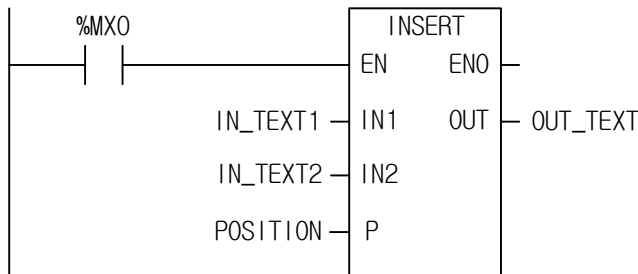 %MX0
INSERT
EN ENO
IN_TEXT1 IN1 OUT OUT_TEXT
IN_TEXT2 IN2
POSITION P